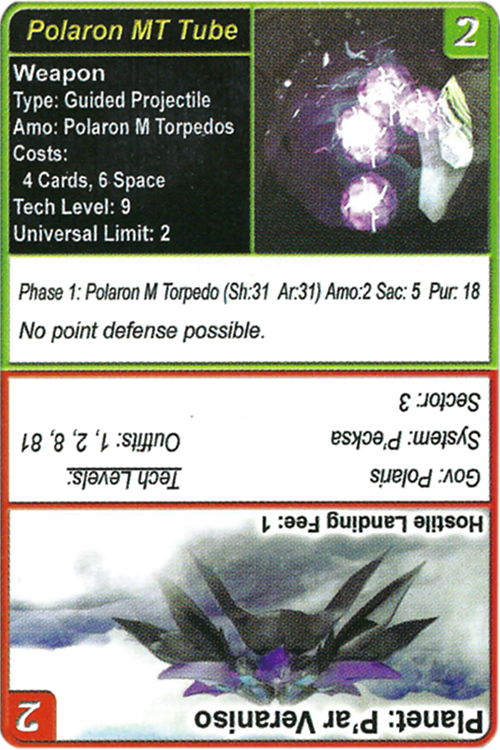 Polaron MT Tube
2
Weapon
Type: Guided Projectile
Amo: Polaron M Torpedos
Costs:
4 Cards, 6 Space
Tech Level: 9
Universal Limit: 2
Phase 1: Polaron M Torpedo (Sh:31 Ar:31) Amo:2 Sac: 5 Pur: 18
No point defense possible.
Planet: P'ar Veraniso
2
Hostile Landing Fee: 1
Gov: Polaris
System: P'ecksa
Sector: 3
Tech Levels:
Outfits: 1, 2, 8, 81